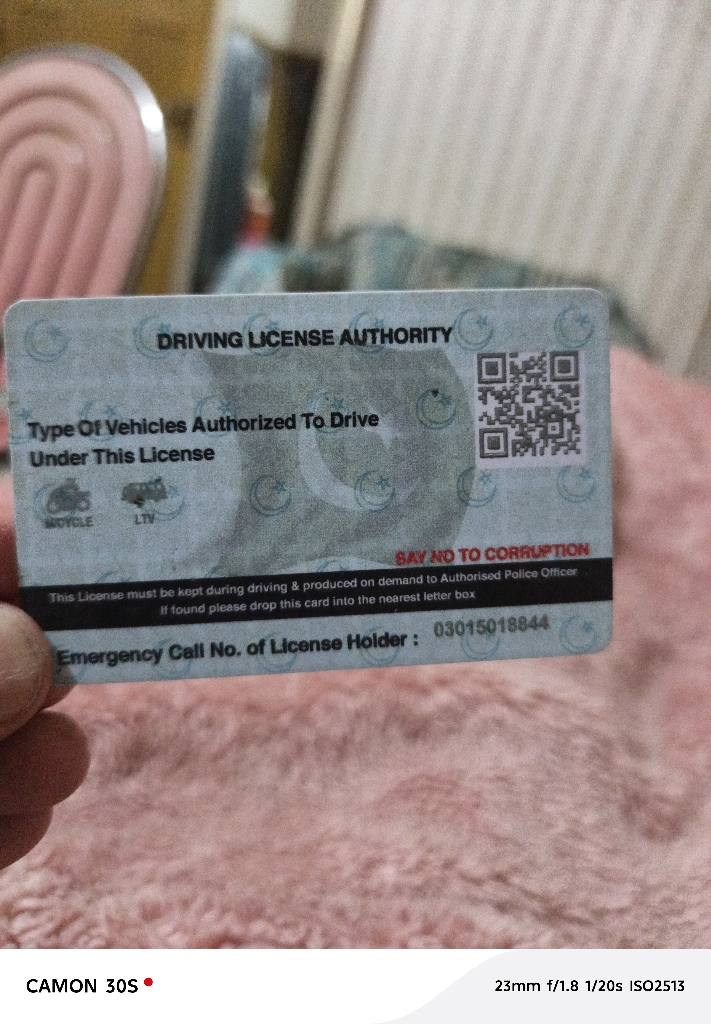 DRIVING LICENSE AUTHORITY
Type Of Vehicles Authorized To Drive
Under This License
M/CYCLE LTV
SAY NO TO CORRUPTION
This License must be kept during driving & produced on demand to Authorised Police Officer
If found please drop this card into the nearest letter box
Emergency Call No. of License Holder : 03015018844
CAMON 30S 23mm f/1.8 1/20s ISO2513